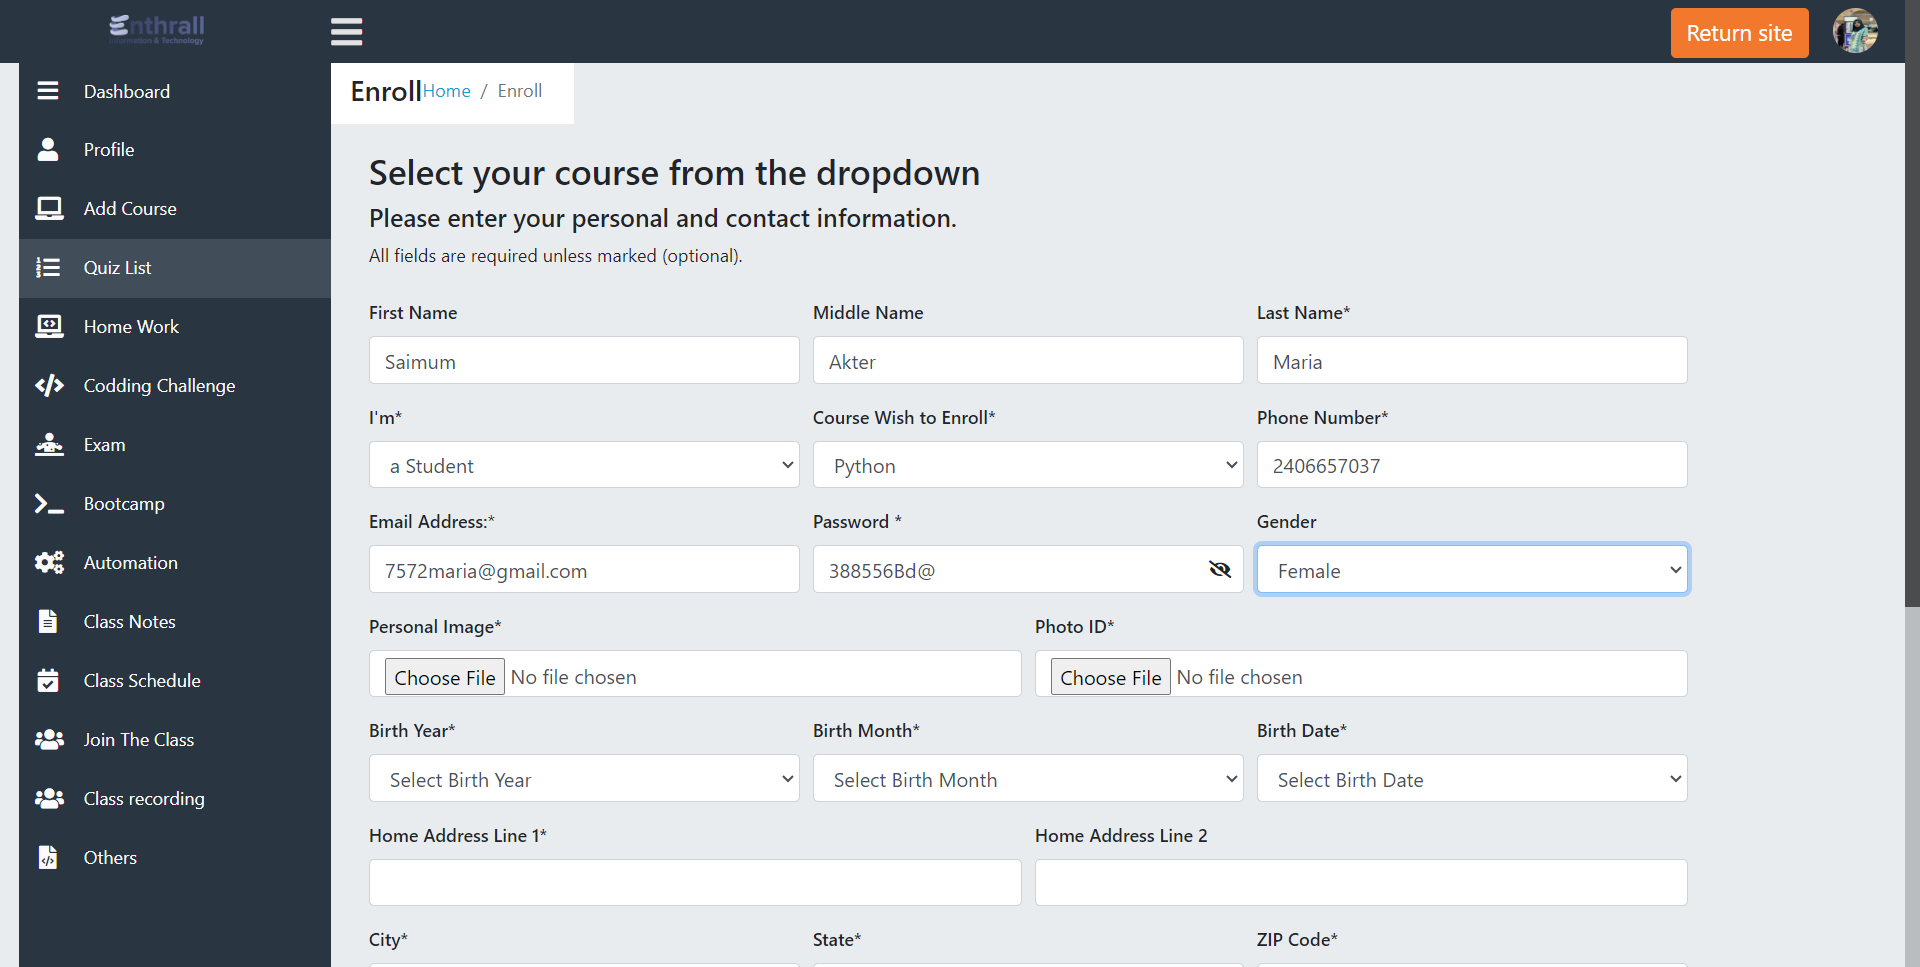 Enthrall
Information & Technology
Return site
Dashboard
Profile
Add Course
Quiz List
Home Work
Codding Challenge
Exam
Bootcamp
Automation
Class Notes
Class Schedule
Join The Class
Class recording
Others
Enroll Home / Enroll
Select your course from the dropdown
Please enter your personal and contact information.
All fields are required unless marked (optional).
First Name Middle Name Last Name*
Saimum Akter Maria
I'm* Course Wish to Enroll* Phone Number*
a Student Python 2406657037
Email Address:* Password * Gender
7572maria@gmail.com 388556Bd@ Female
Personal Image* Photo ID*
Choose File No file chosen Choose File No file chosen
Birth Year* Birth Month* Birth Date*
Select Birth Year Select Birth Month Select Birth Date
Home Address Line 1* Home Address Line 2
City* State* ZIP Code*